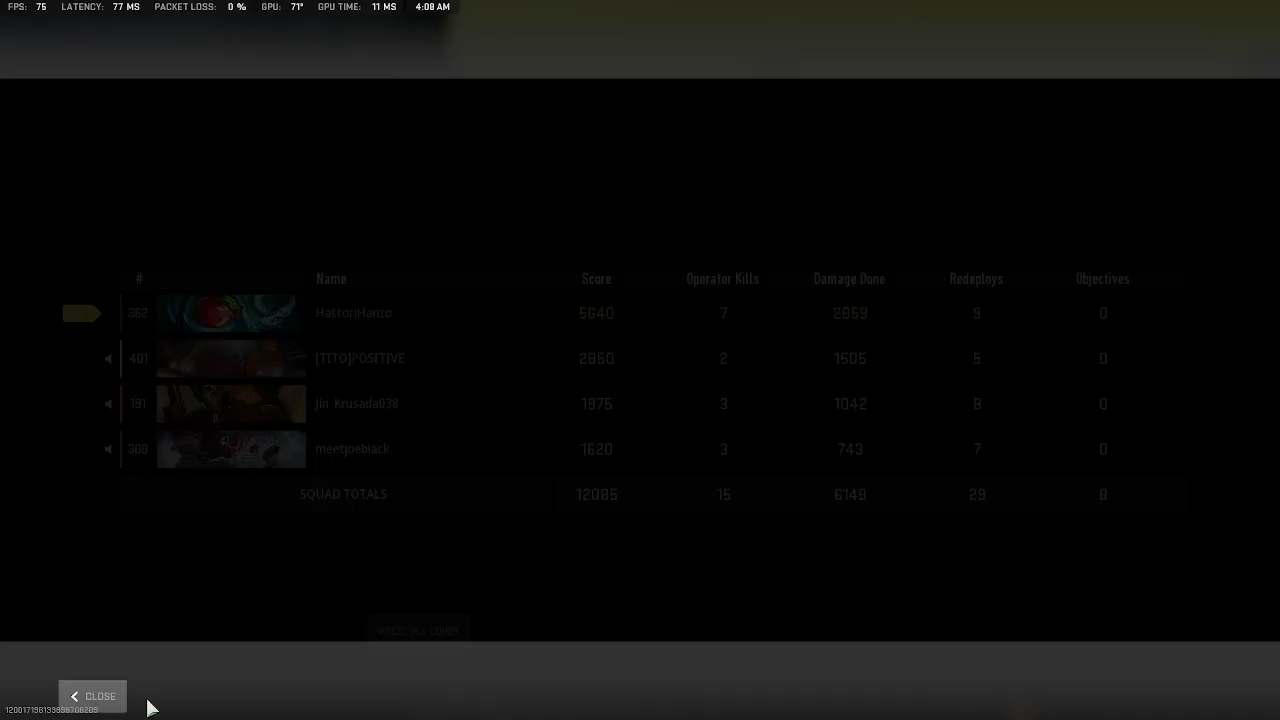 FPS: 75 LATENCY: 77 MS PACKET LOSS: 0 % GPU: 71° GPU TIME: 11 MS 4:08 AM
# Name Score Operator Kills Damage Done Redeploys Objectives
362 HattoriHanzo 5640 7 2859 9 0
401 [TITO]POSITIVE 2850 2 1505 5 0
191 Jin Krusada038 1975 3 1042 8 0
308 meetjoeblack 1620 3 743 7 0
SQUAD TOTALS 12085 15 6149 29
CLOSE